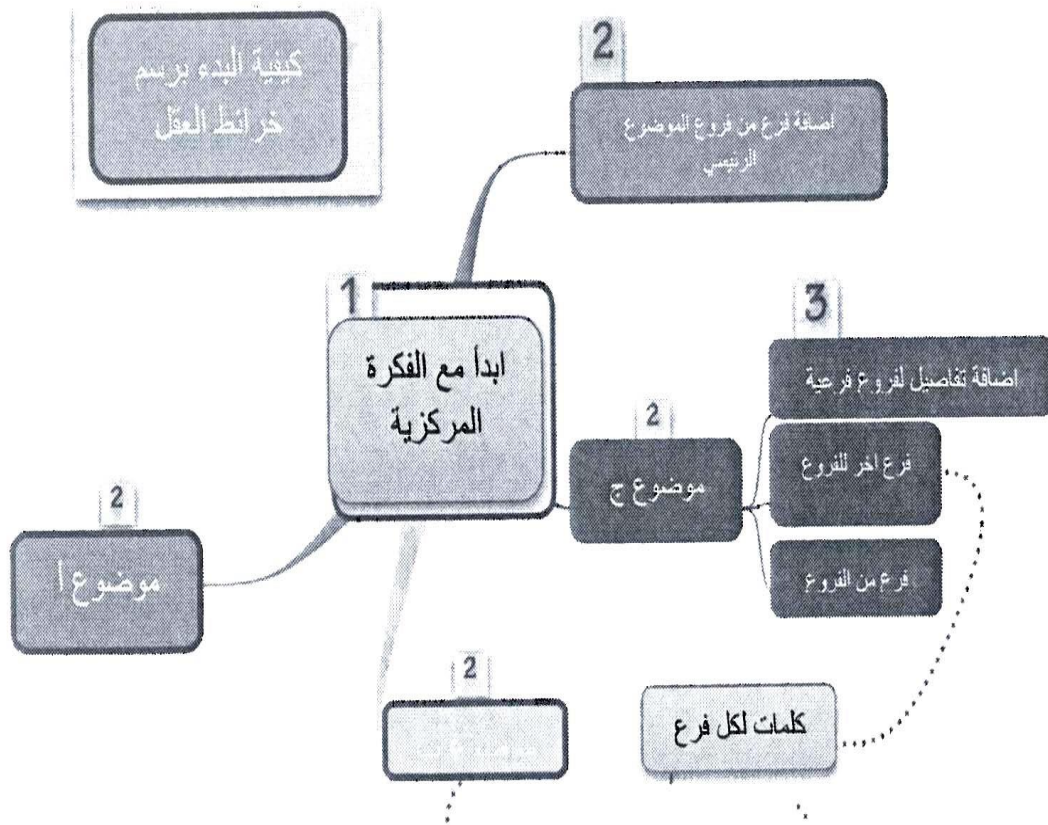 كيفية البدء برسم
خرائط العقل
2
اضافة فرع من فروع الموضوع
الرئيسي
1
ابدأ مع الفكرة
المركزية
3
اضافة تفاصيل لفروع فرعية
2
موضوع ج
فرع اخر للفروع
فرع من الفروع
2
موضوع أ
2
كلمات لكل فرع